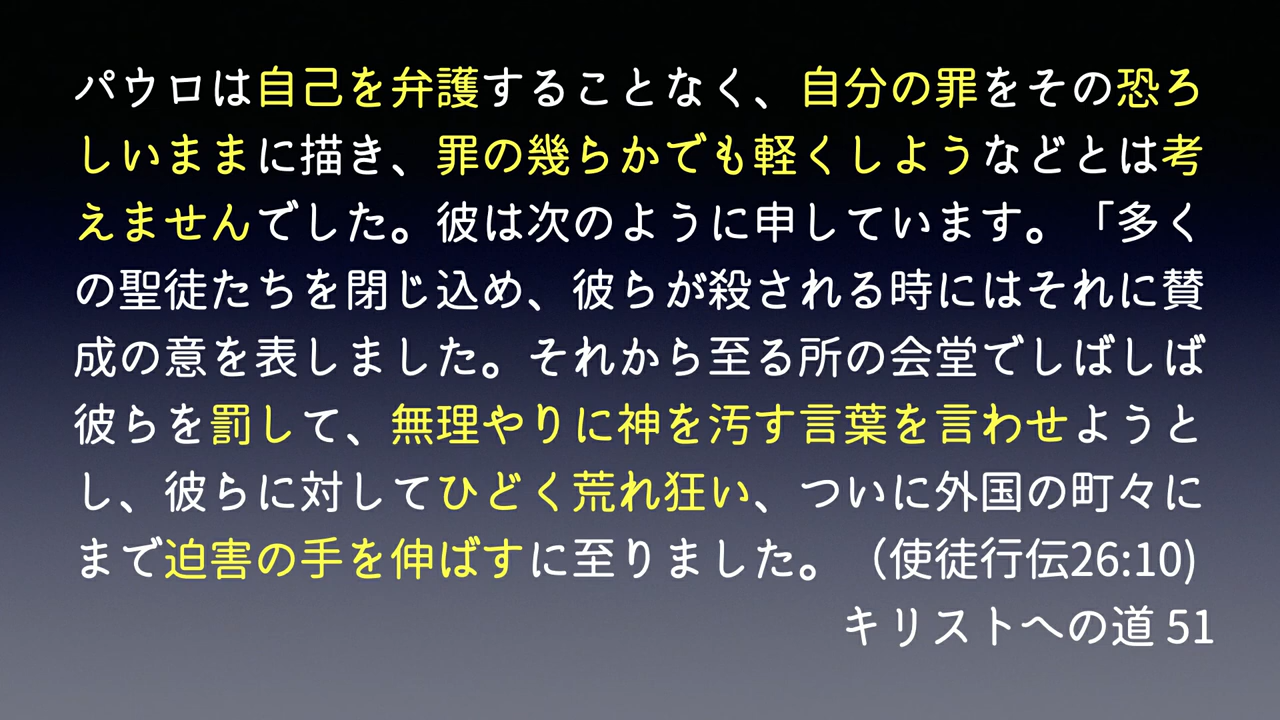 パウロは自己を弁護することなく、自分の罪をその恐ろ
しいままに描き、罪の幾らかでも軽くしようなどとは考
えませんでした。彼は次のように申しています。「多く
の聖徒たちを閉じ込め、彼らが殺される時にはそれに賛
成の意を表しました。それから至る所の会堂でしばしば
彼らを罰して、無理やりに神を汚す言葉を言わせようと
し、彼らに対してひどく荒れ狂い、ついに外国の町々に
まで迫害の手を伸ばすに至りました。（使徒行伝26:10)
キリストへの道 51